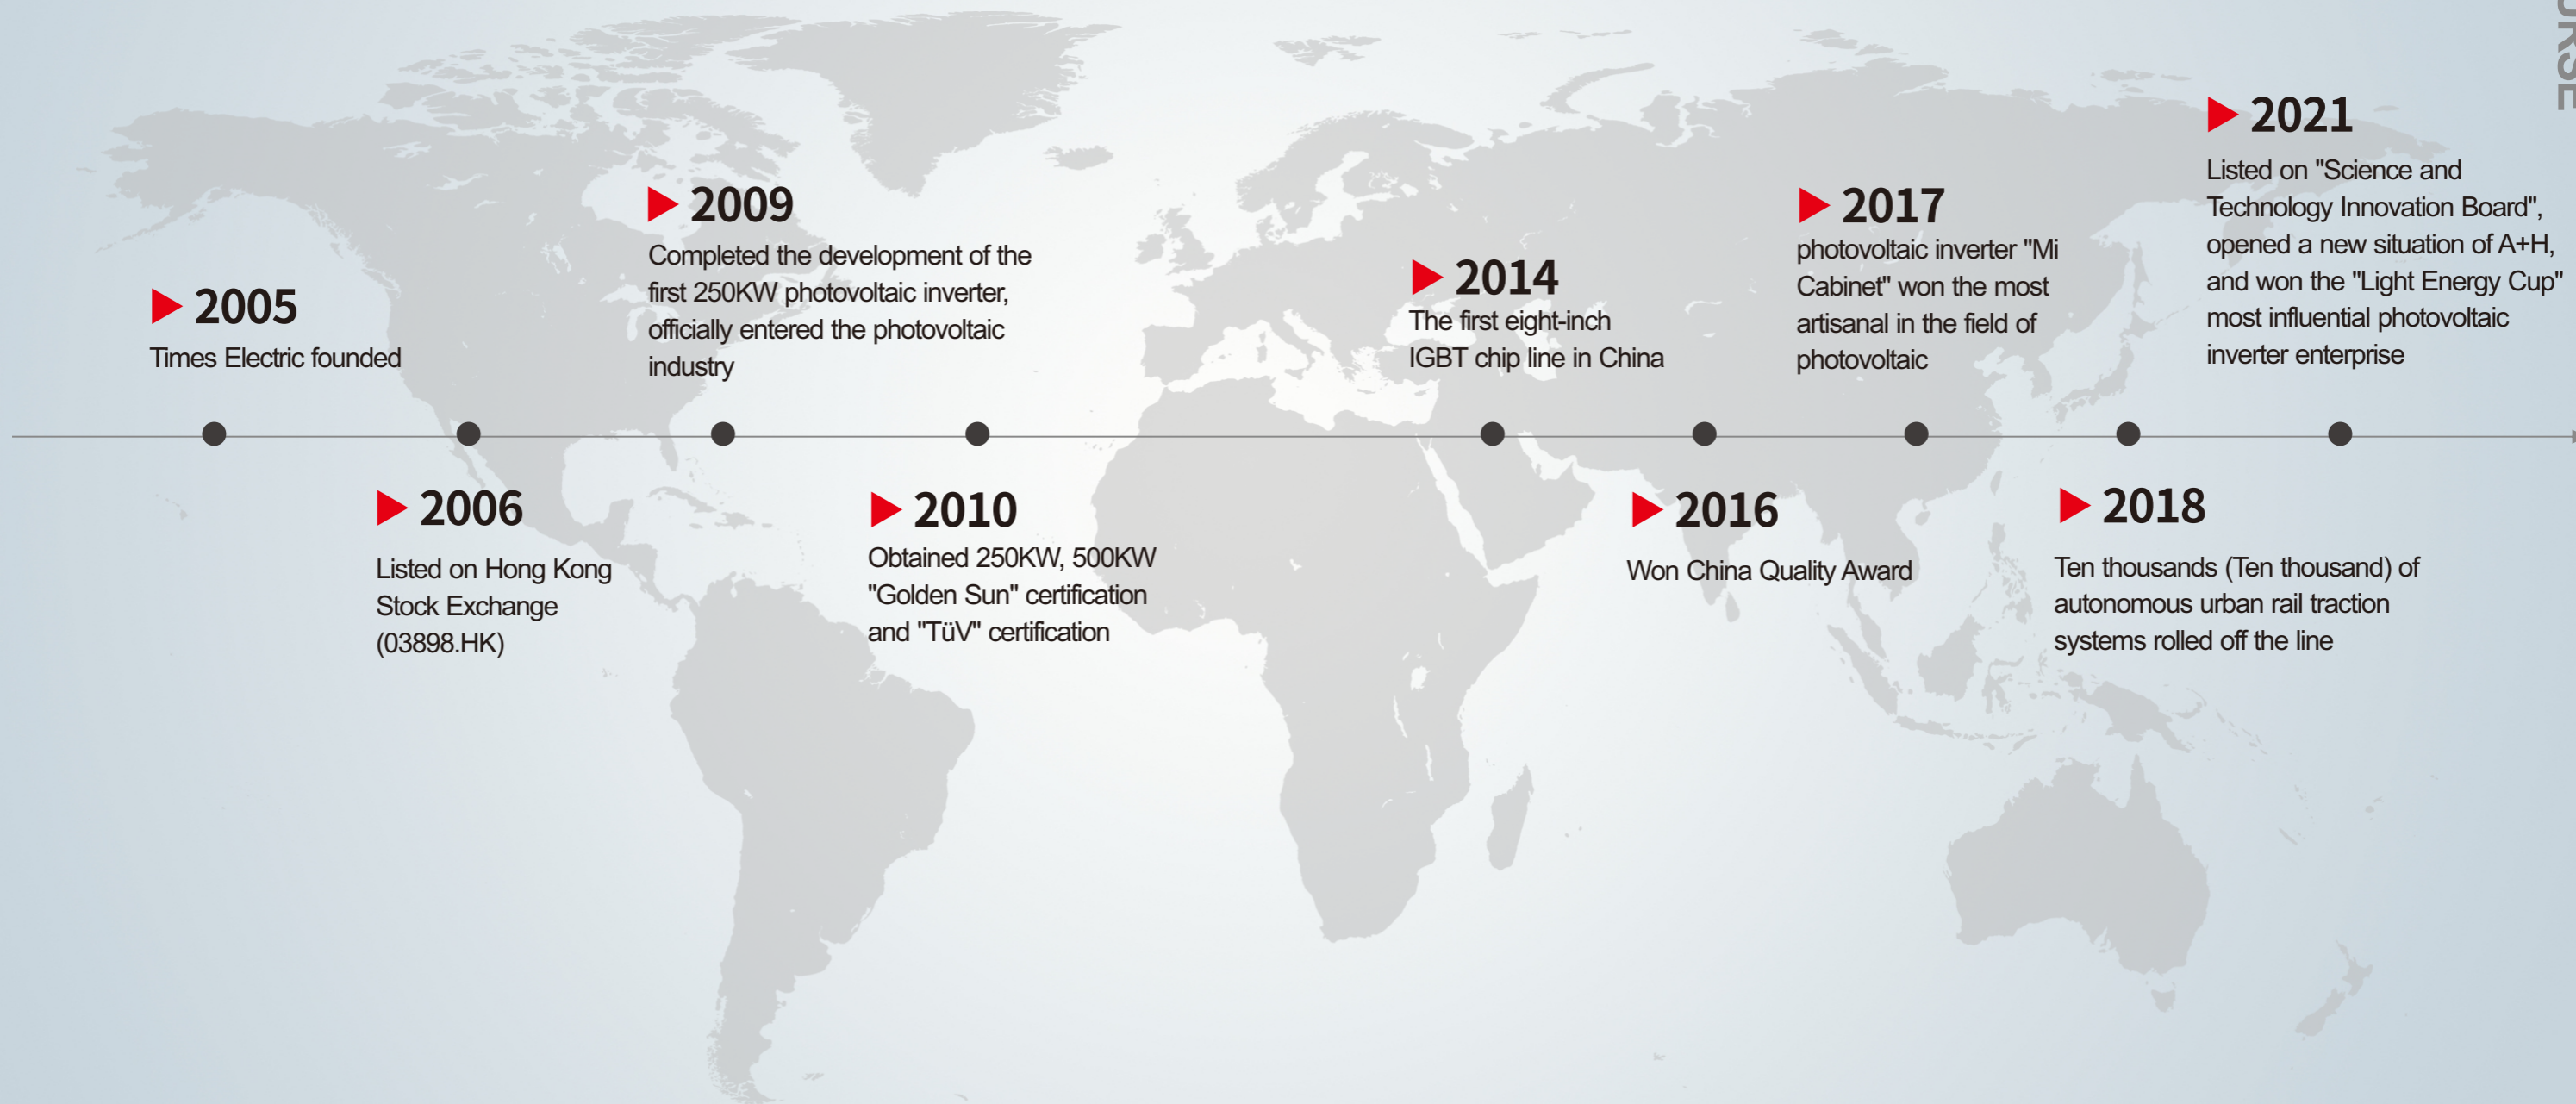 URSE
2021
Listed on "Science and
Technology Innovation Board",
opened a new situation of A+H,
and won the "Light Energy Cup"
most influential photovoltaic
inverter enterprise
2009
Completed the development of the
first 250KW photovoltaic inverter,
officially entered the photovoltaic
industry
2017
photovoltaic inverter "Mi
Cabinet" won the most
artisanal in the field of
photovoltaic
2014
The first eight-inch
IGBT chip line in China
2005
Times Electric founded
2006
Listed on Hong Kong
Stock Exchange
(03898.HK)
2010
Obtained 250KW, 500KW
"Golden Sun" certification
and "TüV" certification
2016
Won China Quality Award
2018
Ten thousands (Ten thousand) of
autonomous urban rail traction
systems rolled off the line